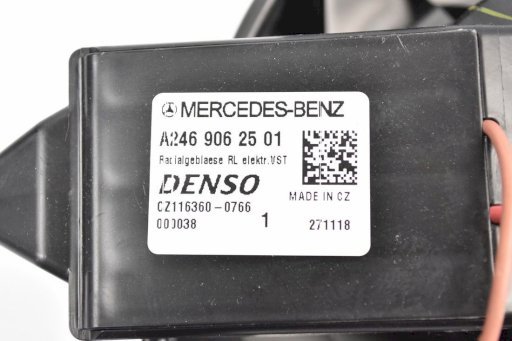 MERCEDES-BENZ
A246 906 25 01
Radialgeblaese RL elektr.VST
DENSO
MADE IN CZ
CZ116360-0766
000038 1 271118